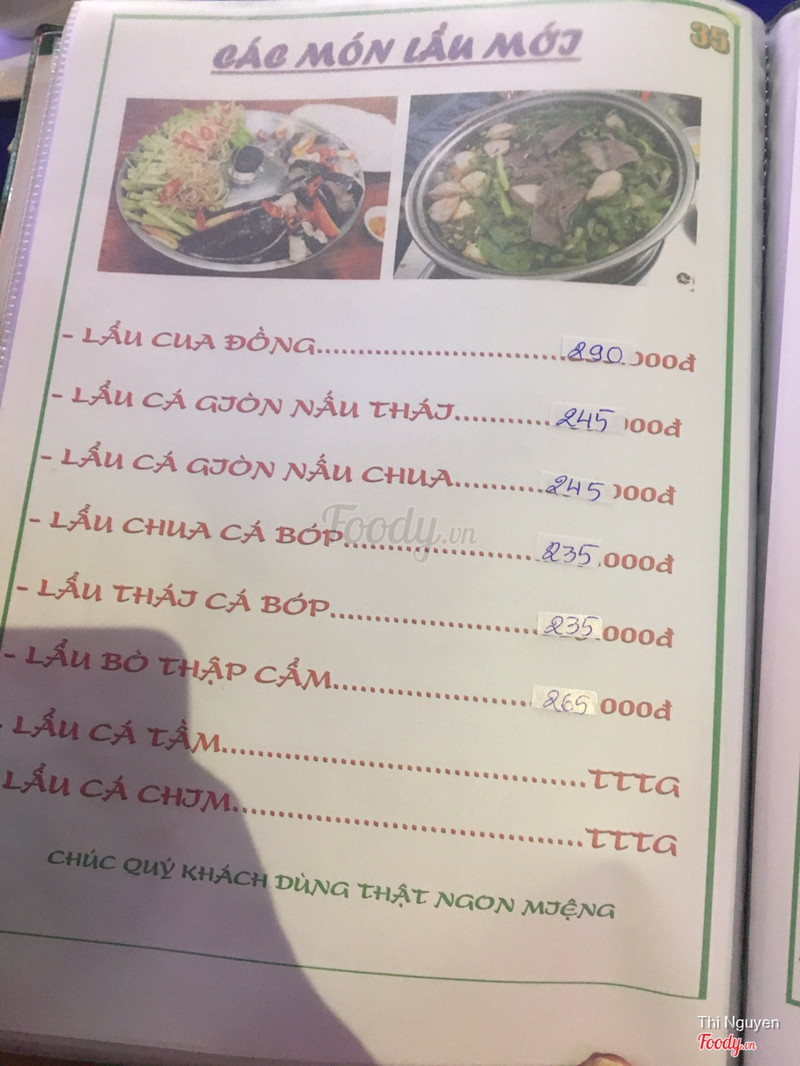 35
CÁC MÓN LẨU MỚI
- LẨU CUA ĐỒNG..........290.000đ
- LẨU CÁ GIÒN NẤU THÁI..........245.000đ
- LẨU CÁ GIÒN NẤU CHUA..........245.000đ
- LẨU CHUA CÁ BÓP..........235.000đ
- LẨU THÁI CÁ BÓP..........235.000đ
- LẨU BÒ THẬP CẨM..........265.000đ
- LẨU CÁ TẦM..........TTTG
LẨU CÁ CHIM..........TTTG
CHÚC QUÝ KHÁCH DÙNG THẬT NGON MIỆNG
Foody.vn
Thi Nguyen
Foody.vn